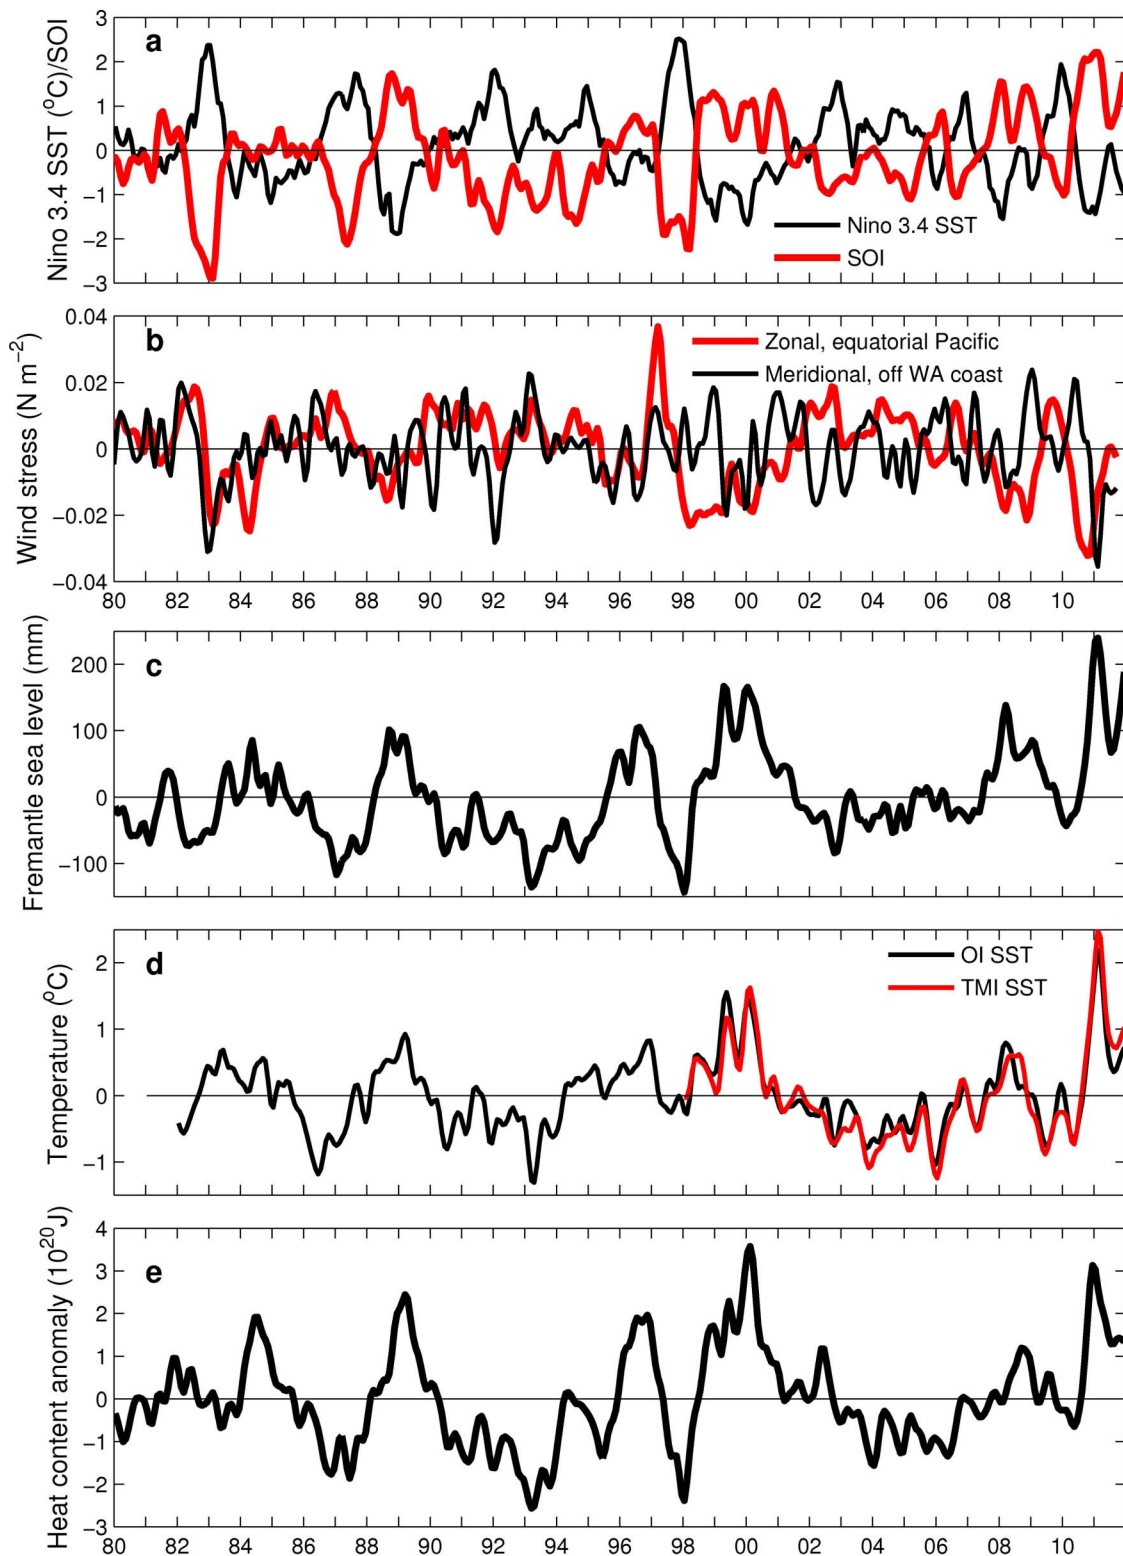 a
Nino 3.4 SST (°C)/SOI
3
2
1
0
−1
−2
−3
Nino 3.4 SST
SOI
b
Wind stress (N m−2)
0.04
0.02
0
−0.02
−0.04
Zonal, equatorial Pacific
Meridional, off WA coast
80 82 84 86 88 90 92 94 96 98 00 02 04 06 08 10
c
Fremantle sea level (mm)
200
100
0
−100
d
Temperature (°C)
2
1
0
−1
OI SST
TMI SST
e
Heat content anomaly (10²⁰J)
4
3
2
1
0
−1
−2
−3
80 82 84 86 88 90 92 94 96 98 00 02 04 06 08 10